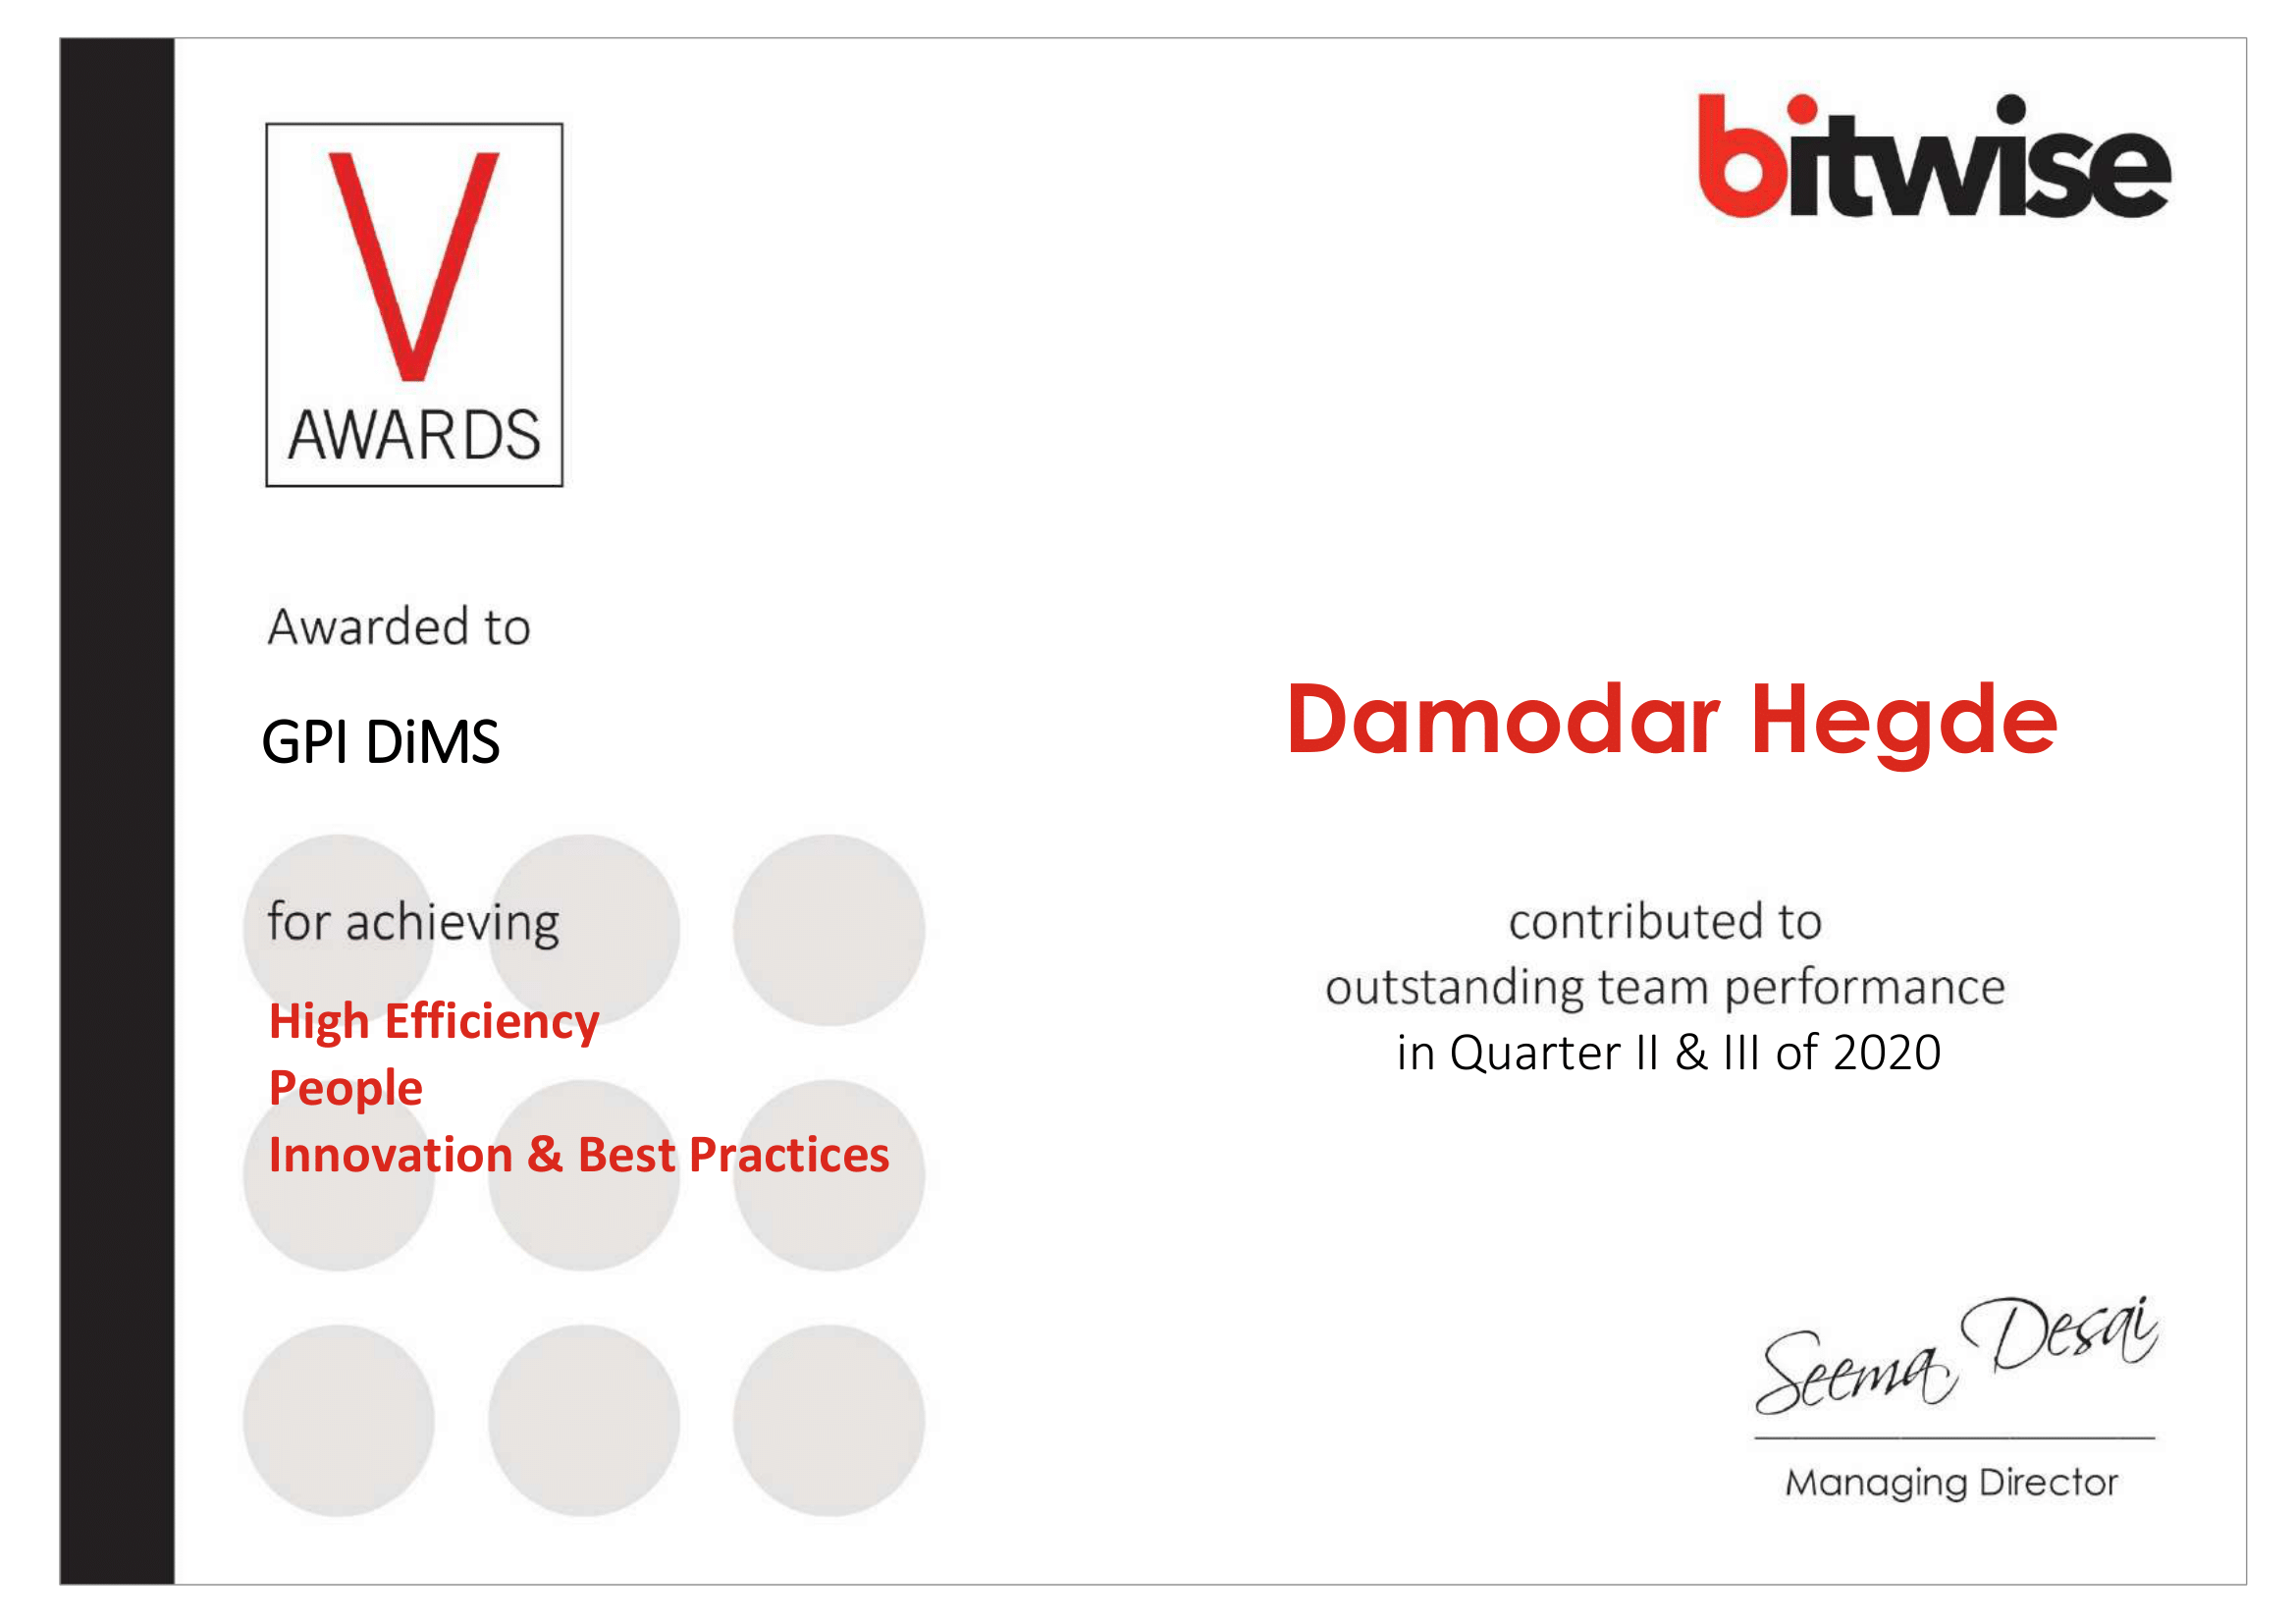 bitwise
V
AWARDS
Awarded to
GPI DiMS
for achieving
High Efficiency
People
Innovation & Best Practices
Damodar Hegde
contributed to
outstanding team performance
in Quarter II & III of 2020
Seema Desai
Managing Director